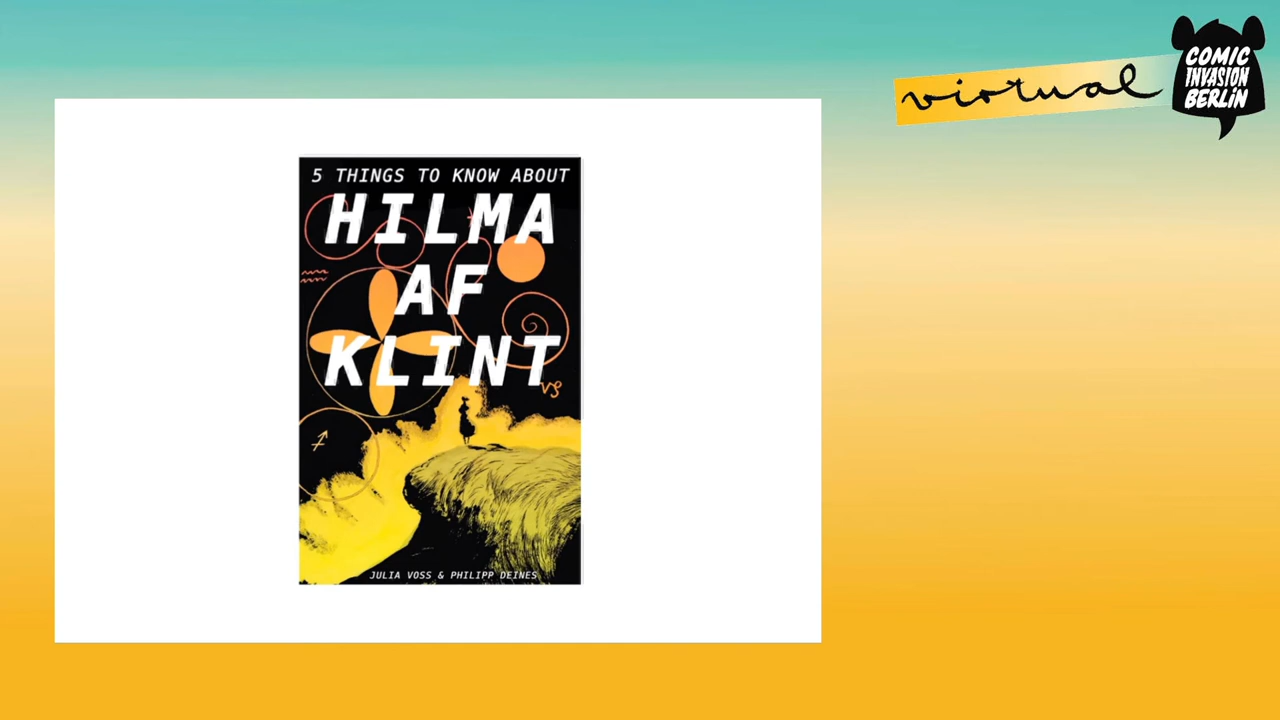 virtual
COMIC
INVASION
BERLIN
5 THINGS TO KNOW ABOUT
HILMA
AF
KLINT
JULIA VOSS & PHILIPP DEINES